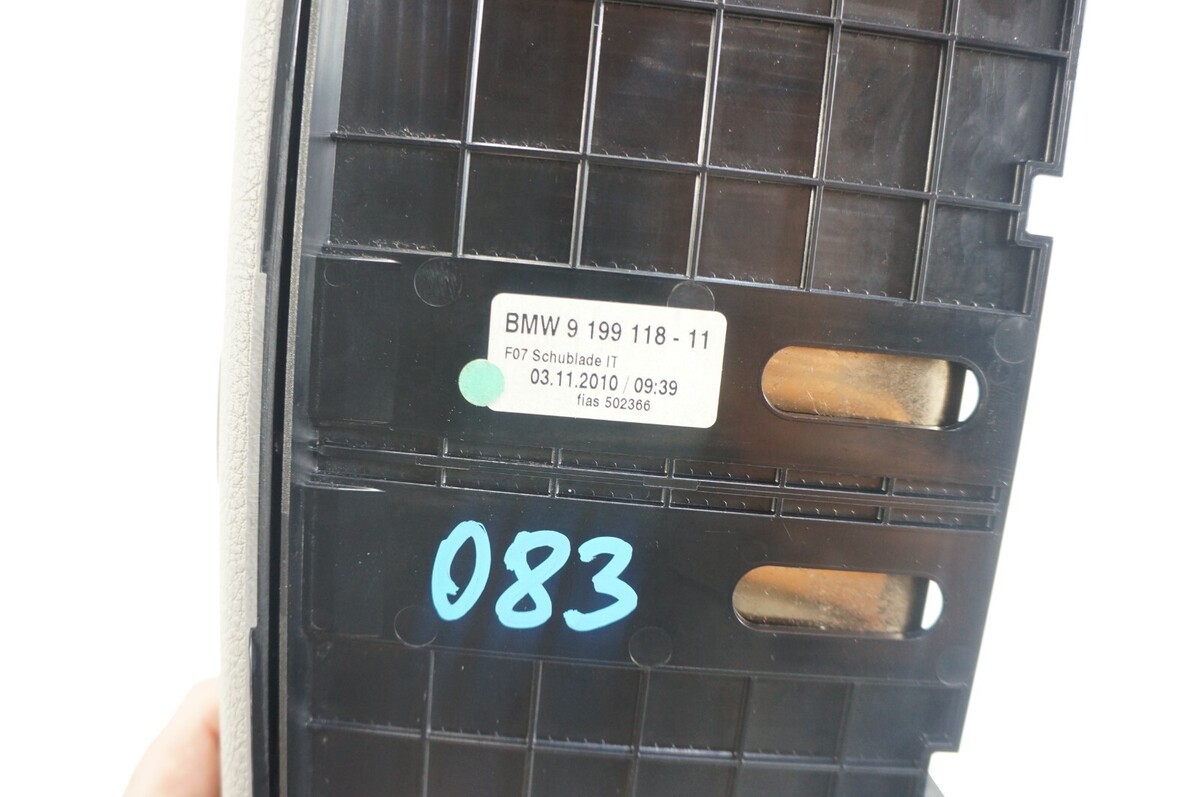 BMW 9 199 118 - 11
F07 Schublade IT
03.11.2010 / 09:39
fias 502366
083